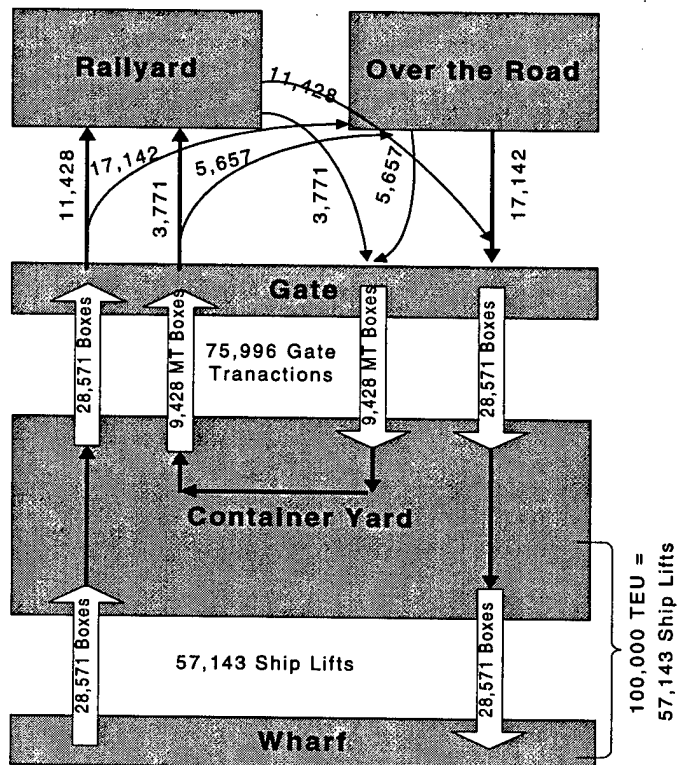 Railyard
Over the Road
11,428
11,428
17,142
3,771
5,657
3,771
5,657
17,142
Gate
28,571 Boxes
9,428 MT Boxes
75,996 Gate
Tranactions
9,428 MT Boxes
28,571 Boxes
Container Yard
28,571 Boxes
57,143 Ship Lifts
28,571 Boxes
Wharf
100,000 TEU =
57,143 Ship Lifts